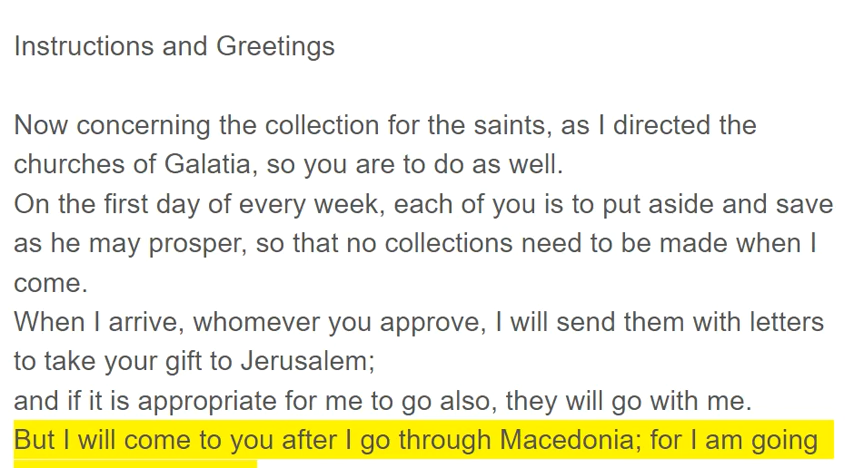 Instructions and Greetings
Now concerning the collection for the saints, as I directed the
churches of Galatia, so you are to do as well.
On the first day of every week, each of you is to put aside and save
as he may prosper, so that no collections need to be made when I
come.
When I arrive, whomever you approve, I will send them with letters
to take your gift to Jerusalem;
and if it is appropriate for me to go also, they will go with me.
But I will come to you after I go through Macedonia; for I am going